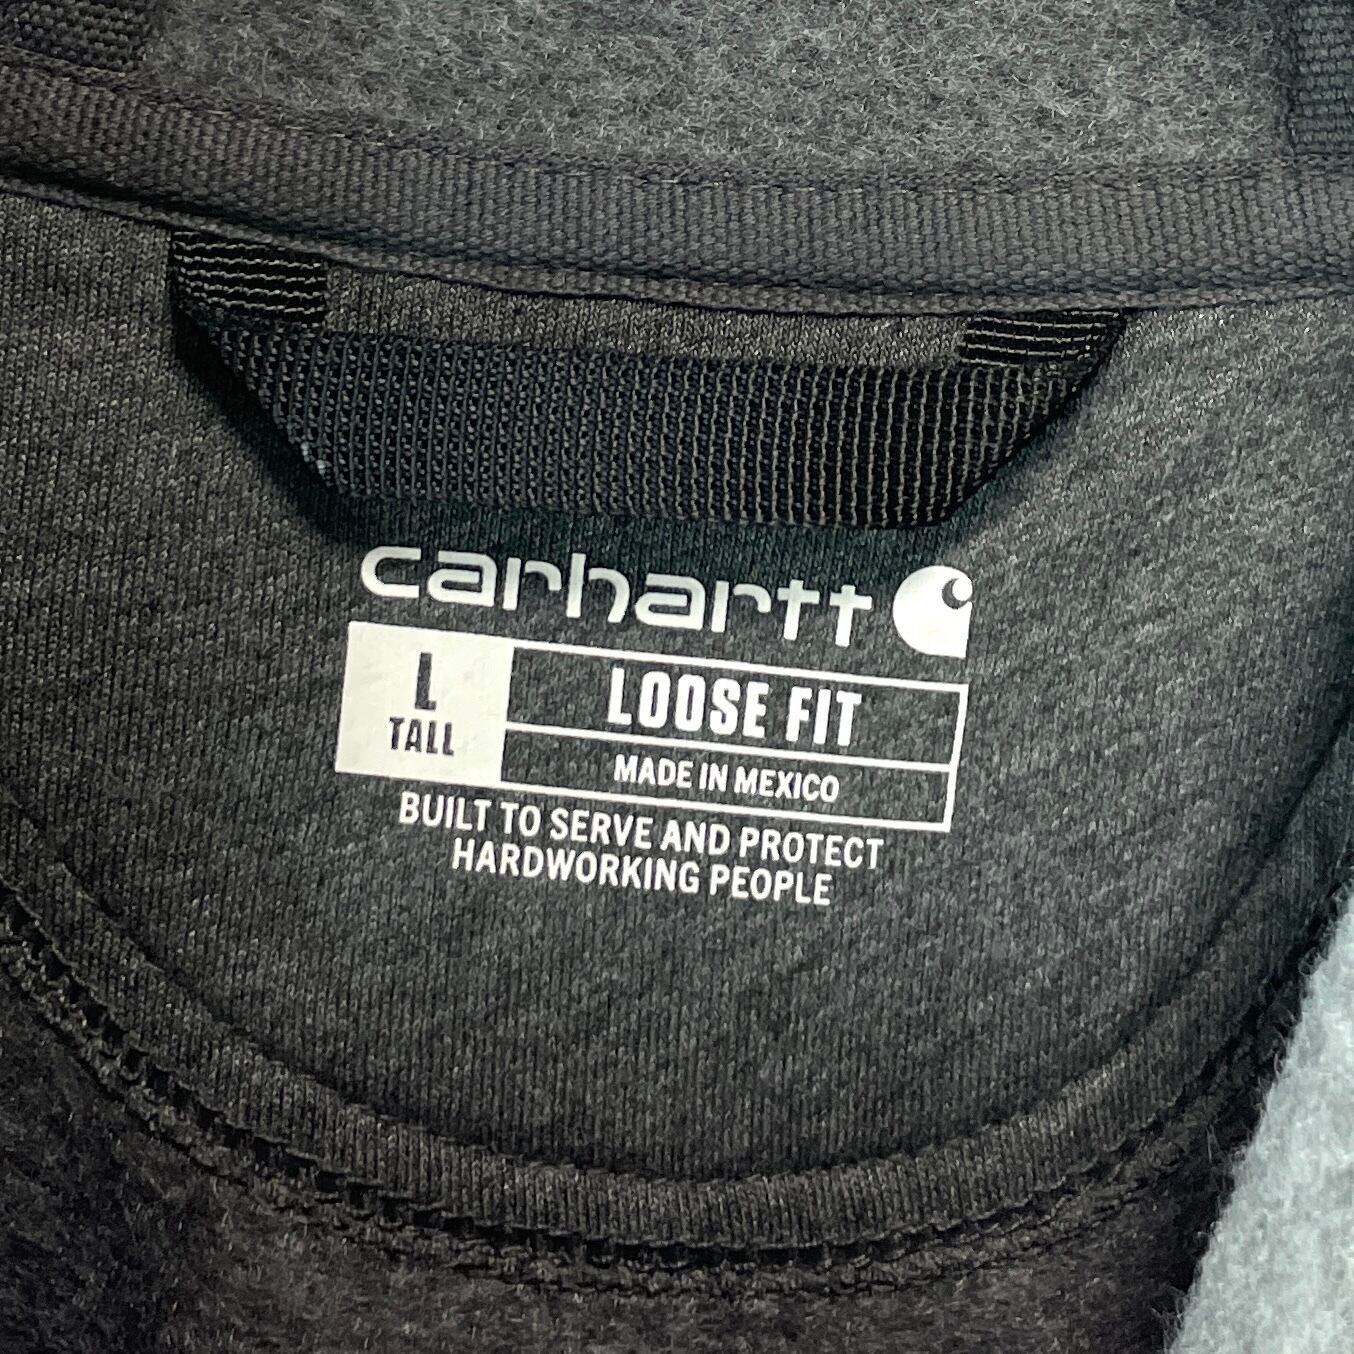 carhartt
L
TALL
LOOSE FIT
MADE IN MEXICO
BUILT TO SERVE AND PROTECT
HARDWORKING PEOPLE